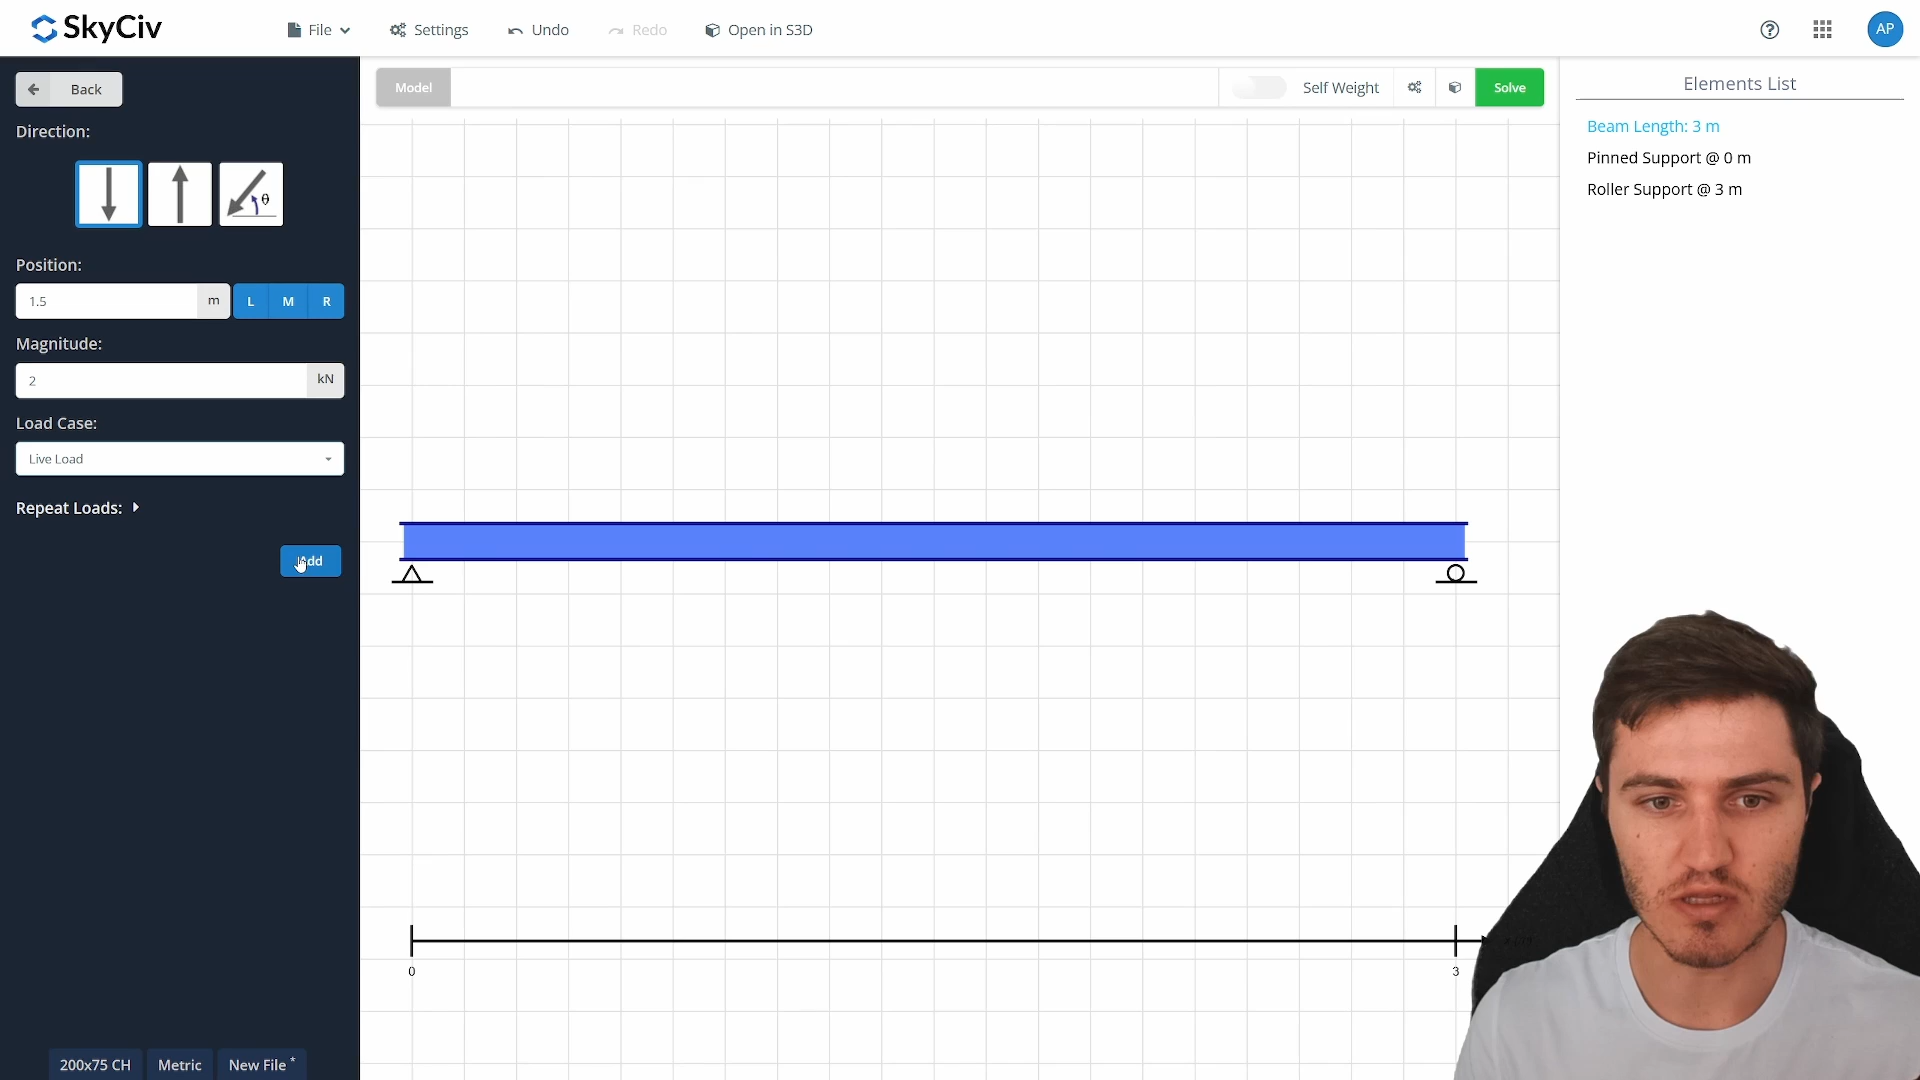 SkyCiv
File
Settings
Undo
Redo
Open in S3D
AP
Back
Direction:
θ
Position:
1.5 m L M R
Magnitude:
2 kN
Load Case:
Live Load
Repeat Loads:
Add
200x75 CH
Metric
New File *
Model
Self Weight
Solve
0
3
Elements List
Beam Length: 3 m
Pinned Support @ 0 m
Roller Support @ 3 m